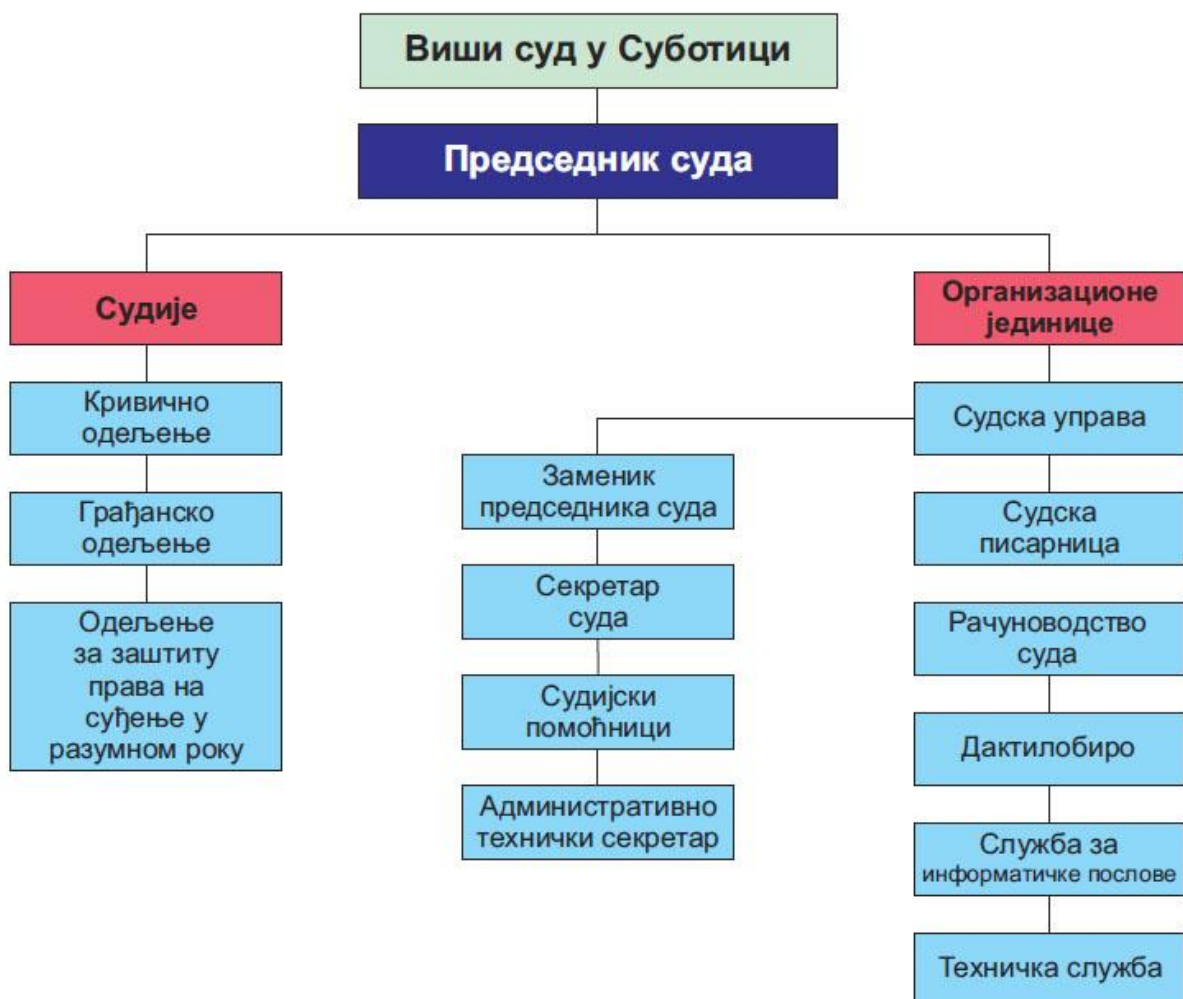 Виши суд у Суботици
Председник суда
Судије
Кривично
одељење
Грађанско
одељење
Одељење
за заштиту
права на
суђење у
разумном року
Заменик
председника суда
Секретар
суда
Судијски
помоћници
Административно
технички секретар
Организационе
јединице
Судска управа
Судска
писарница
Рачуноводство
суда
Дактилобиро
Служба за
информатичке послове
Техничка служба